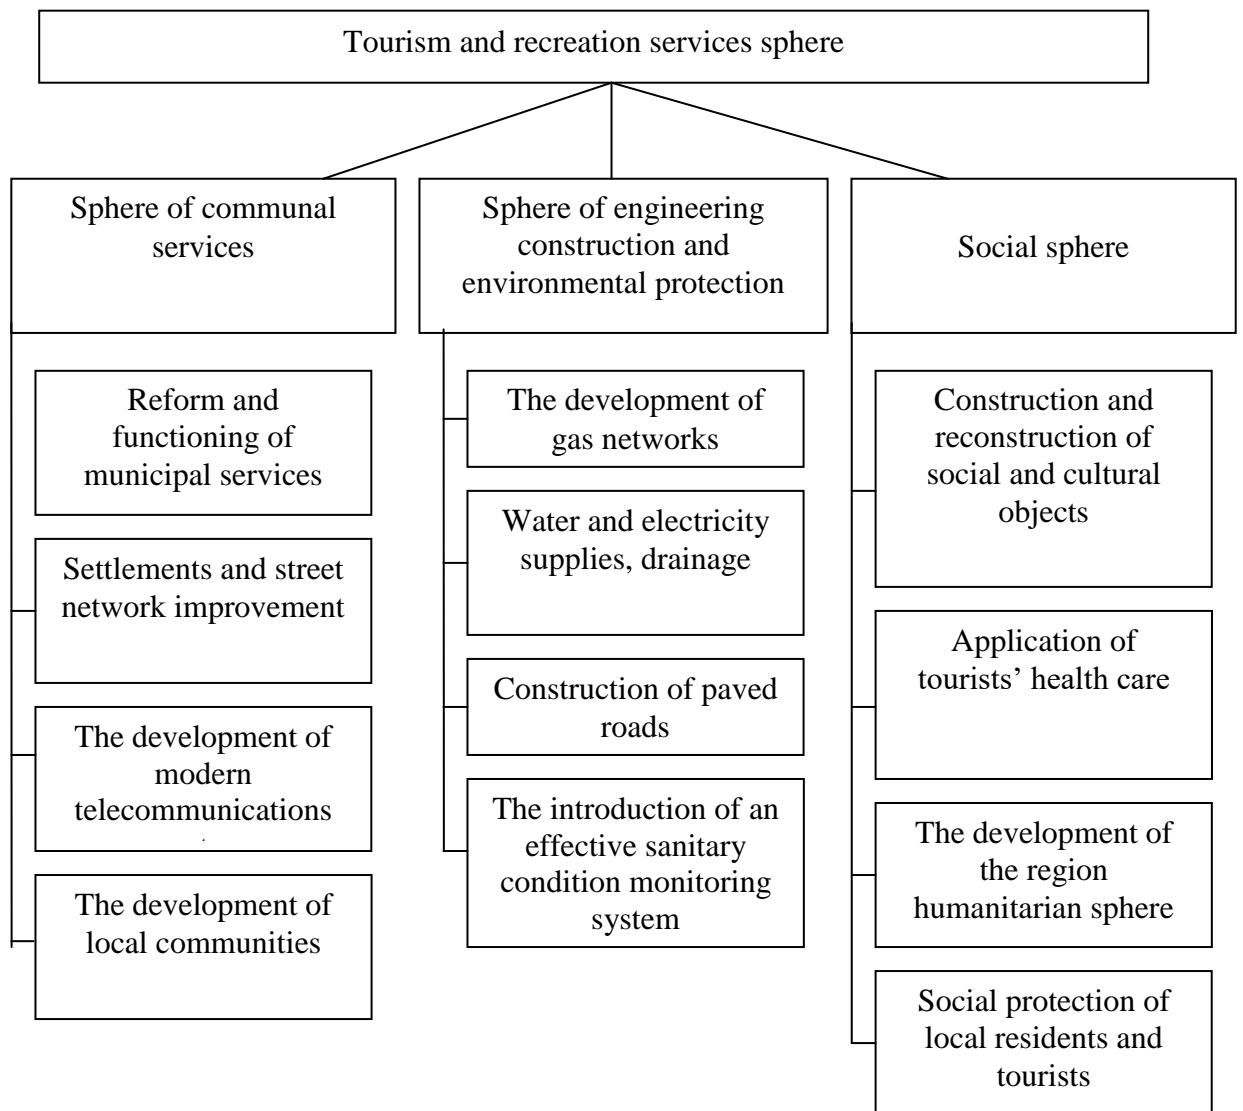 Tourism and recreation services sphere
Sphere of communal
services
Sphere of engineering
construction and
environmental protection
Social sphere
Reform and
functioning of
municipal services
Settlements and street
network improvement
The development of
modern
telecommunications
The development of
local communities
The development of
gas networks
Water and electricity
supplies, drainage
Construction of paved
roads
The introduction of an
effective sanitary
condition monitoring
system
Construction and
reconstruction of
social and cultural
objects
Application of
tourists’ health care
The development of
the region
humanitarian sphere
Social protection of
local residents and
tourists